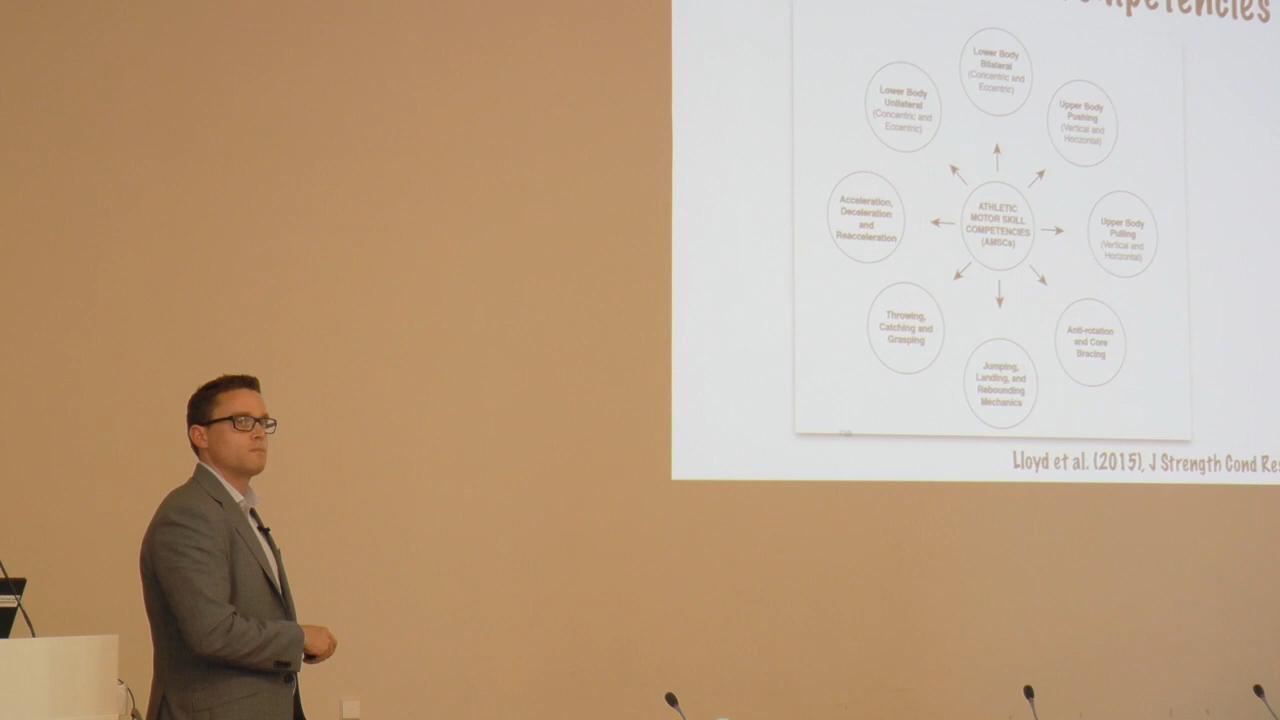 Competencies
Lower Body
Bilateral
(Concentric and
Eccentric)
Lower Body
Unilateral
(Concentric and
Eccentric)
Upper Body
Pushing
(Vertical and
Horizontal)
Acceleration,
Deceleration
and
Reacceleration
ATHLETIC
MOTOR SKILL
COMPETENCIES
(AMSCs)
Upper Body
Pulling
(Vertical and
Horizontal)
Throwing,
Catching and
Grasping
Anti-rotation
and Core
Bracing
Jumping,
Landing, and
Rebounding
Mechanics
Lloyd et al. (2015), J Strength Cond Res